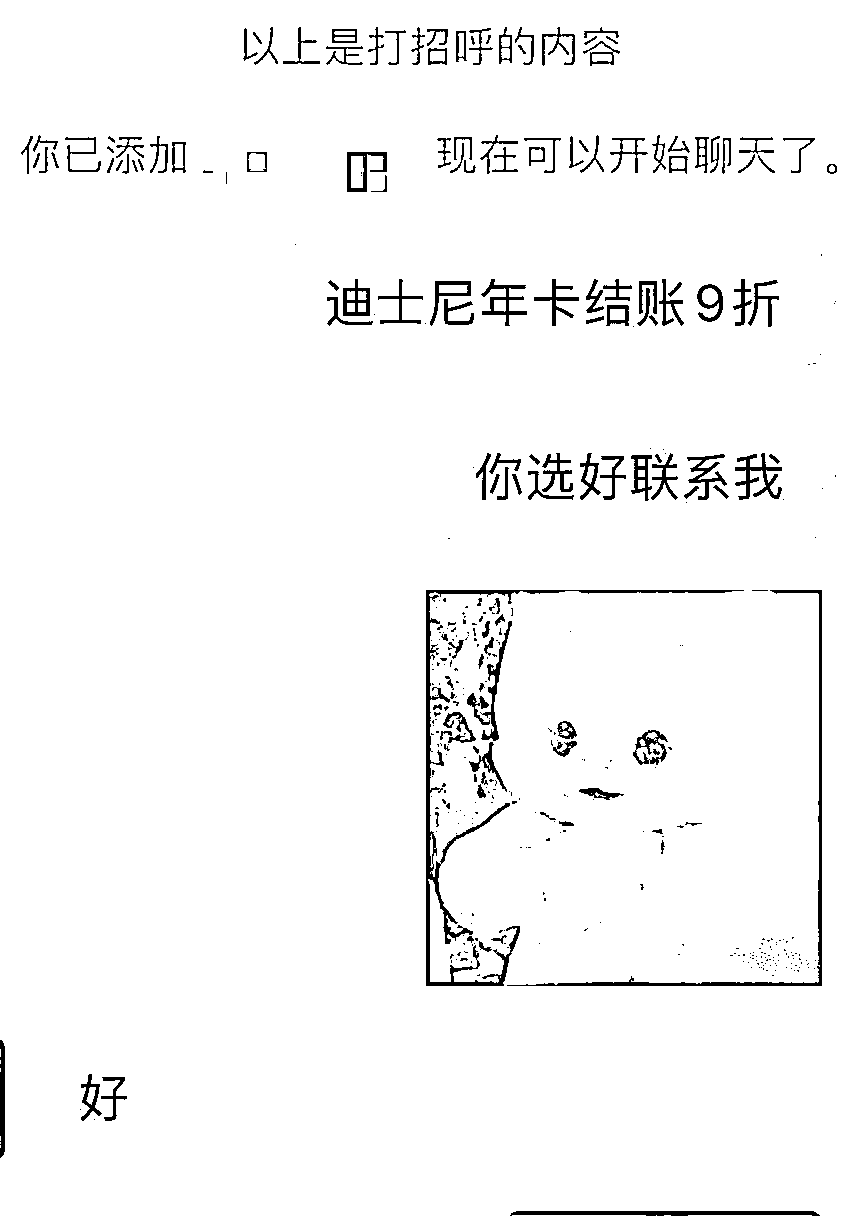 以上是打招呼的内容
你已添加 现在可以开始聊天了。
迪士尼年卡结账9折
你选好联系我
好